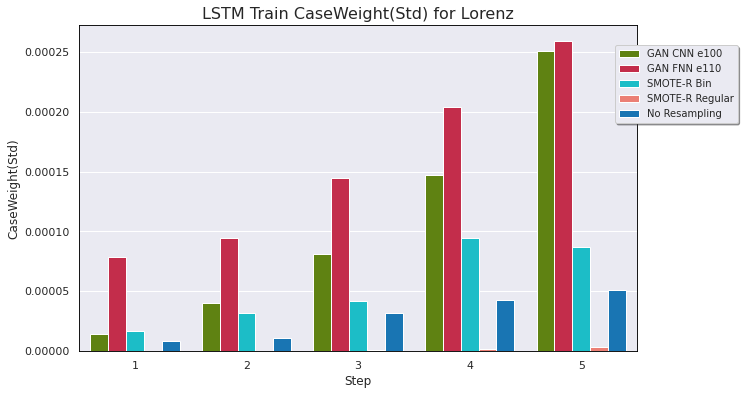 LSTM Train CaseWeight(Std) for Lorenz
GAN CNN e100
GAN FNN e110
SMOTE-R Bin
SMOTE-R Regular
No Resampling
CaseWeight(Std)
0.00025
0.00020
0.00015
0.00010
0.00005
0.00000
1 2 3 4 5
Step